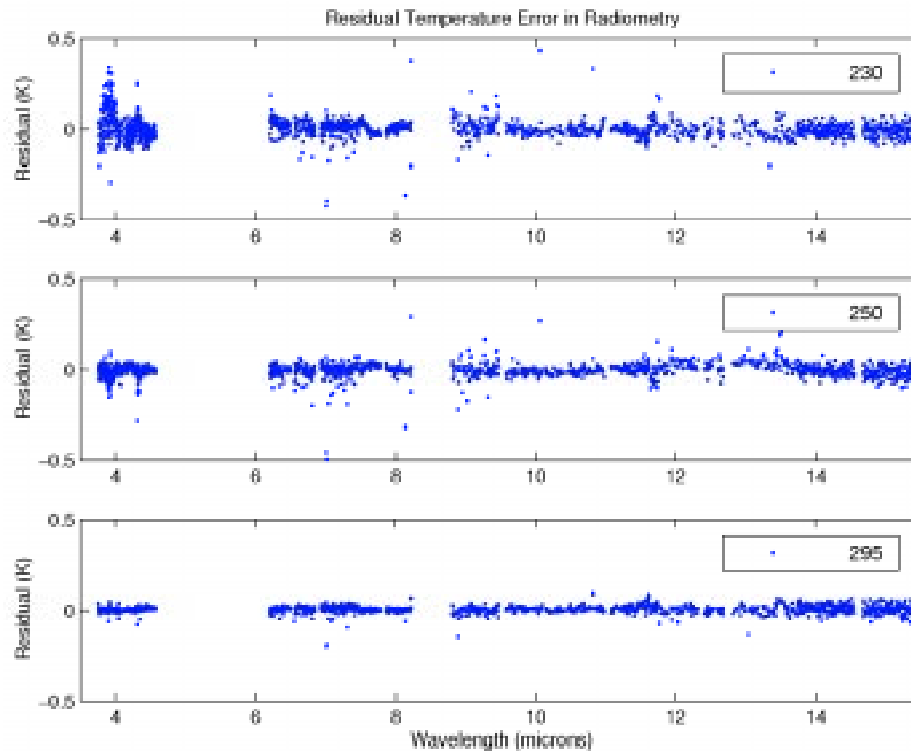 Residual Temperature Error in Radiometry
0.5
0
−0.5
Residual (K)
230
4 6 8 10 12 14
0.5
0
−0.5
Residual (K)
250
4 6 8 10 12 14
0.5
0
−0.5
Residual (K)
295
4 6 8 10 12 14
Wavelength (microns)